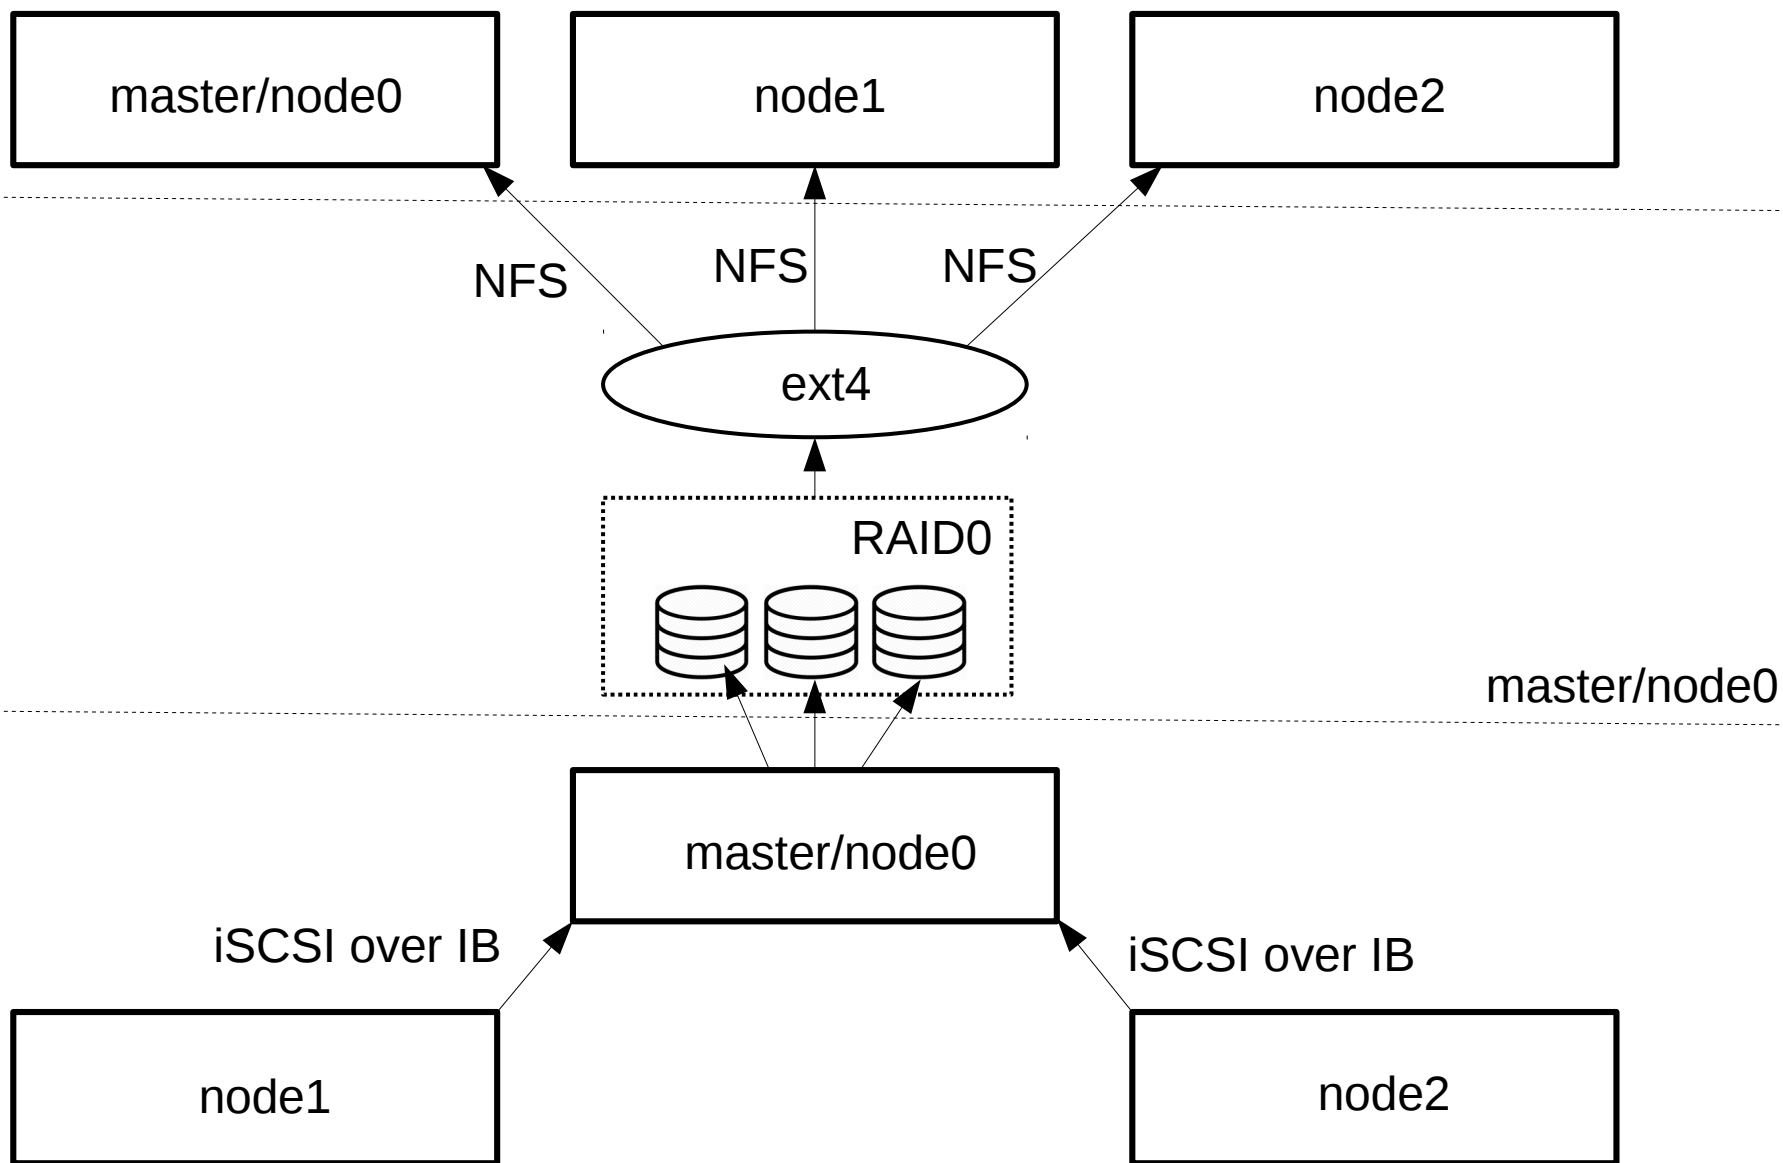 master/node0
node1
node2
NFS
NFS
NFS
ext4
RAID0
master/node0
master/node0
iSCSI over IB
iSCSI over IB
node1
node2